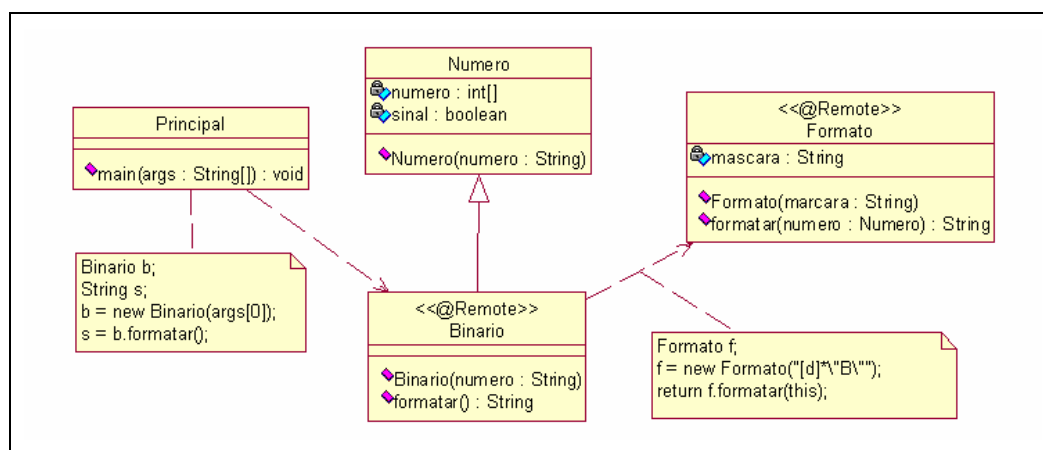 Principal
main(args : String[]) : void
Binario b;
String s;
b = new Binario(args[0]);
s = b.formatar();
Numero
numero : int[]
sinal : boolean
Numero(numero : String)
<<@Remote>>
Binario
Binario(numero : String)
formatar() : String
<<@Remote>>
Formato
mascara : String
Formato(marcara : String)
formatar(numero : Numero) : String
Formato f;
f = new Formato("[d]*\"B\"");
return f.formatar(this);